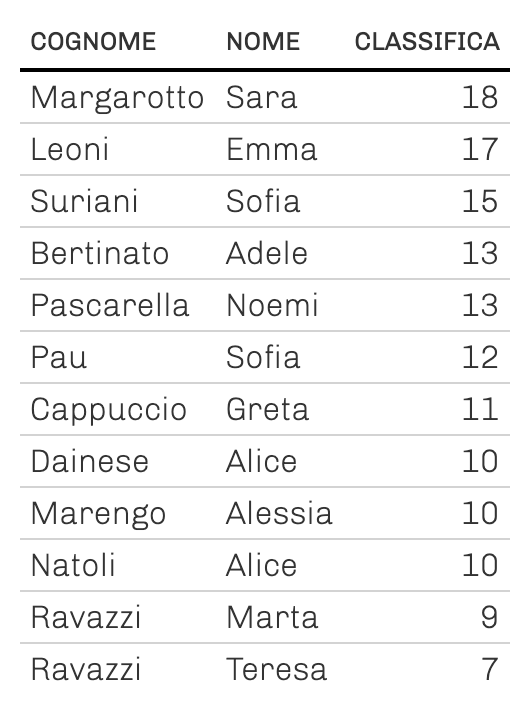 COGNOME NOME CLASSIFICA
Margarotto Sara 18
Leoni Emma 17
Suriani Sofia 15
Bertinato Adele 13
Pascarella Noemi 13
Pau Sofia 12
Cappuccio Greta 11
Dainese Alice 10
Marengo Alessia 10
Natoli Alice 10
Ravazzi Marta 9
Ravazzi Teresa 7